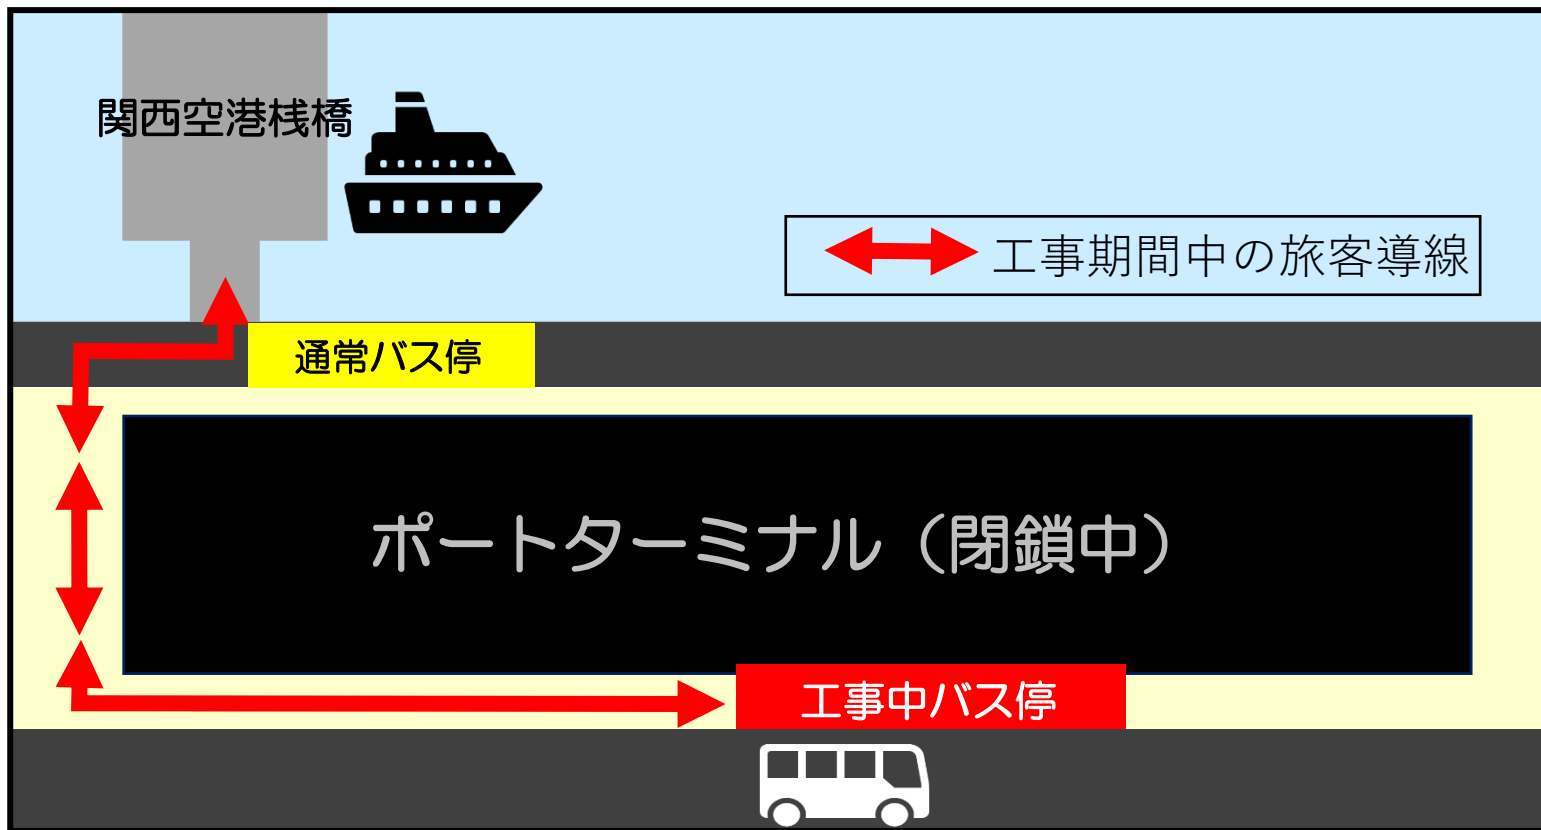 関西空港桟橋
工事期間中の旅客導線
通常バス停
ポートターミナル（閉鎖中）
工事中バス停